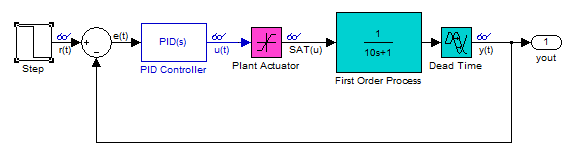 Step
r(t)
+
−
e(t)
PID(s)
PID Controller
u(t)
Plant Actuator
SAT(u)
1
10s+1
First Order Process
Dead Time
y(t)
1
yout